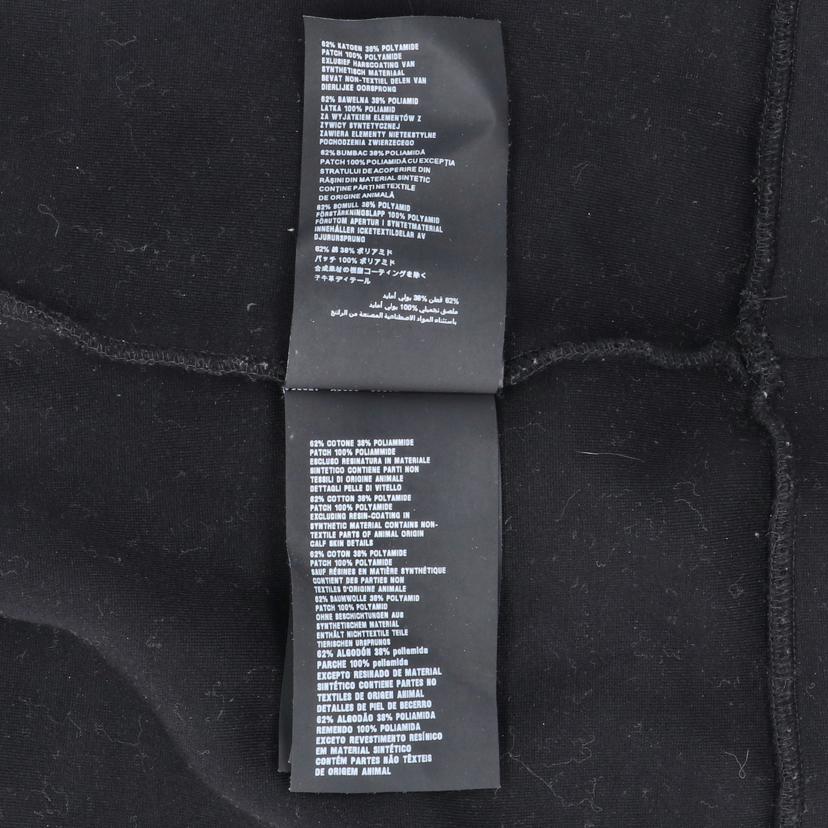 62% KATOEN 38% POLYAMIDE
PATCH 100% POLYAMIDE
EXLUSIEF HARSCOATING VAN
SYNTHETISCH MATERIAAL
BEVAT NON-TEXTIEL DELEN VAN
DIERLIJKE OORSPRONG
62% BAWELNA 38% POLIAMID
LATKA 100% POLIAMID
ZA WYJATKIEM ELEMENTÓW Z
ZYWICY SYNTETYCZNEJ
ZAWIERA ELEMENTY NIETEKSTYLNE
POCHODZENIA ZWIERZECEGO
62% BUMBAC 38% POLIAMIDĂ
PATCH 100% POLIAMIDĂ CU EXCEPȚIA
STRATULUI DE ACOPERIRE DIN
RĂȘINI DIN MATERIAL SINTETIC
CONȚINE PĂRȚI NETEXTILE
DE ORIGINE ANIMALĂ
62% BOMULL 38% POLYAMID
FÖRSTÄRKNINGSLAPP 100% POLYAMID
FÖRUTOM APERTUR I SYNTETMATERIAL
INNEHÅLLER ICKETEXTILDELAR AV
DJURURSPRUNG
62% 綿 38% ポリアミド
パッチ 100% ポリアミド
合成素材の樹脂コーティングを除く
子牛革ディテール
62% قطن 38% بولي أمايد
ملصق تجميلي 100% بولي أمايد
باستثناء المواد الاصطناعية المصنعة من الراتنج
62% COTONE 38% POLIAMMIDE
PATCH 100% POLIAMMIDE
ESCLUSO RESINATURA IN MATERIALE
SINTETICO CONTIENE PARTI NON
TESSILI DI ORIGINE ANIMALE
DETTAGLI PELLE DI VITELLO
62% COTTON 38% POLYAMIDE
PATCH 100% POLYAMIDE
EXCLUDING RESIN-COATING IN
SYNTHETIC MATERIAL CONTAINS NON-
TEXTILE PARTS OF ANIMAL ORIGIN
CALF SKIN DETAILS
62% COTON 38% POLYAMIDE
PATCH 100% POLYAMIDE
SAUF RÉSINES EN MATIÈRE SYNTHÉTIQUE
CONTIENT DES PARTIES NON
TEXTILES D'ORIGINE ANIMALE
62% BAUMWOLLE 38% POLYAMID
PATCH 100% POLYAMID
OHNE BESCHICHTUNGEN AUS
SYNTHETISCHEM MATERIAL
ENTHÄLT NICHTTEXTILE TEILE
TIERISCHEN URSPRUNGS
62% ALGODÓN 38% poliamida
PARCHE 100% poliamida
EXCEPTO RESINADO DE MATERIAL
SINTÉTICO CONTIENE PARTES NO
TEXTILES DE ORIGEN ANIMAL
DETALLES DE PIEL DE BECERRO
62% ALGODÃO 38% POLIAMIDA
REMENDO 100% POLIAMIDA
EXCETO REVESTIMENTO RESÍNICO
EM MATERIAL SINTÉTICO
CONTÉM PARTES NÃO TÊXTEIS
DE ORIGEM ANIMAL